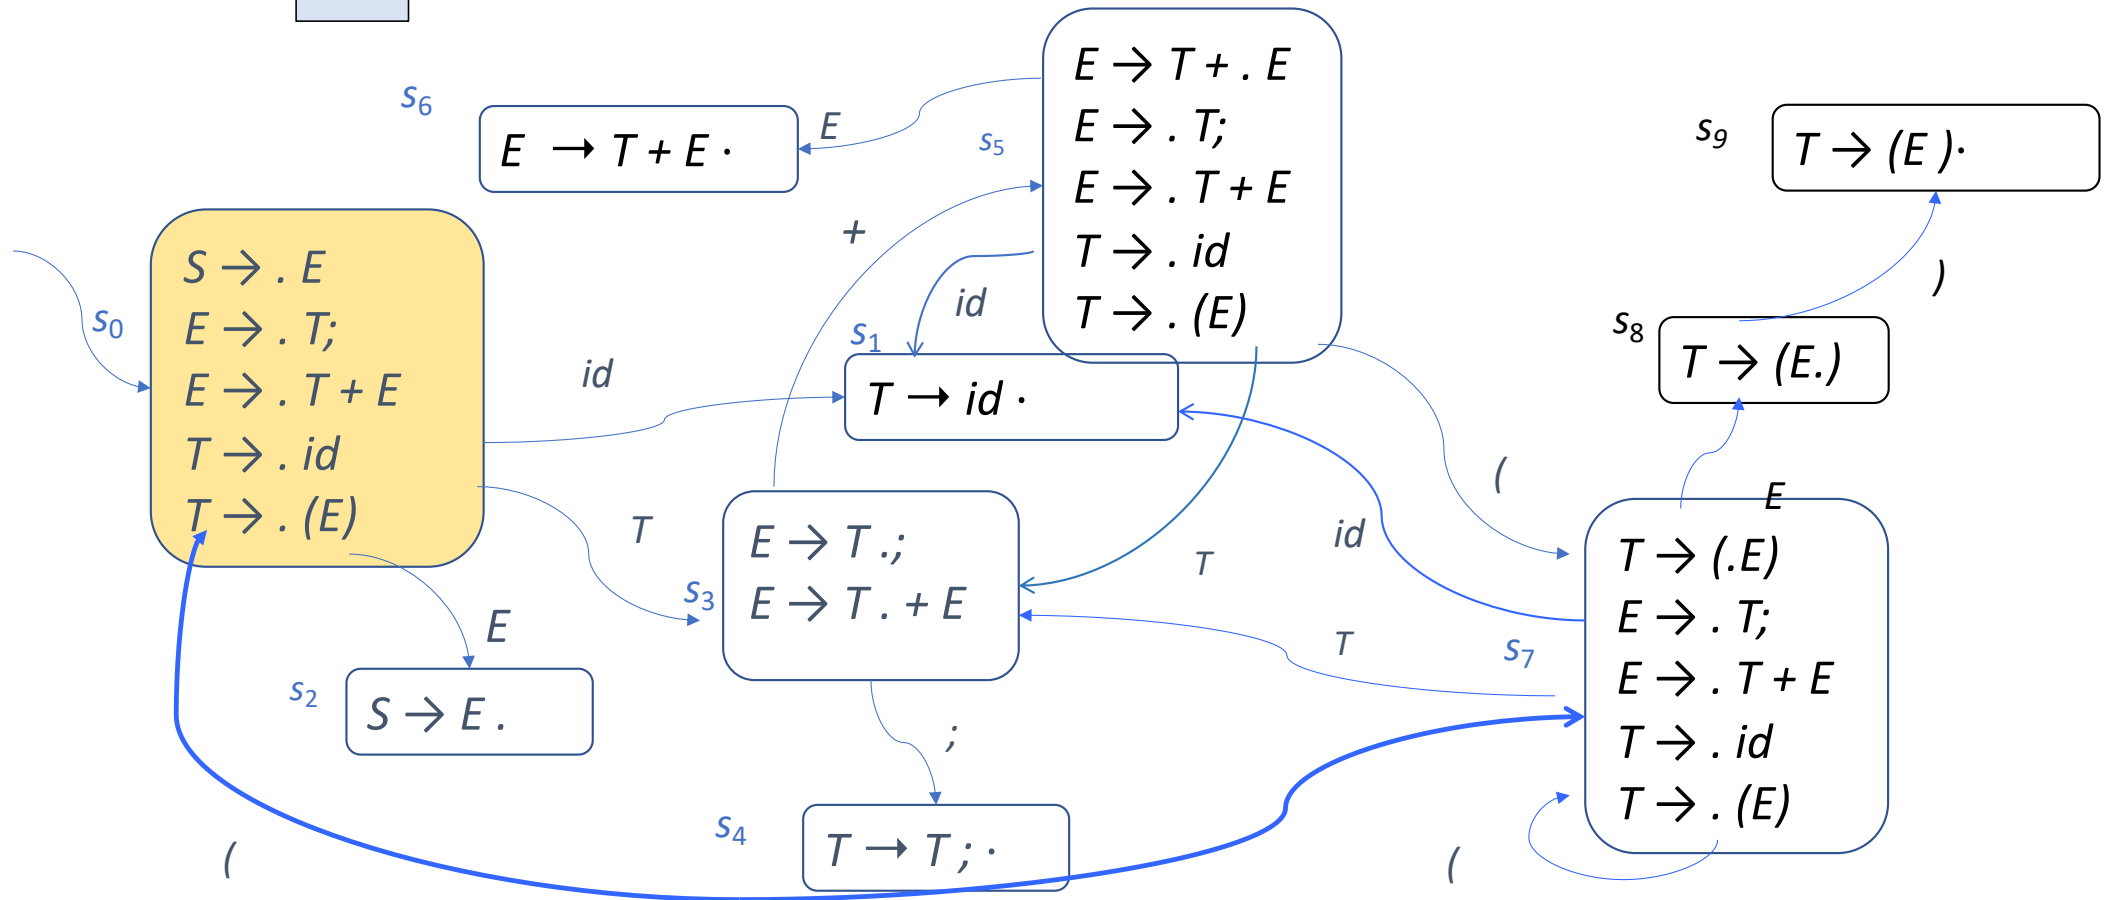 s6
E → T + E ·
E
s5
E → T + . E
E → . T;
E → . T + E
T → . id
T → . (E)
s9
T → (E )·
)
s8
T → (E.)
+
id
s0
S → . E
E → . T;
E → . T + E
T → . id
T → . (E)
id
s1
T → id ·
(
T
s3
E → T .;
E → T . + E
T
id
T
E
s7
T → (.E)
E → . T;
E → . T + E
T → . id
T → . (E)
E
s2
S → E .
;
s4
T → T ; ·
(
(